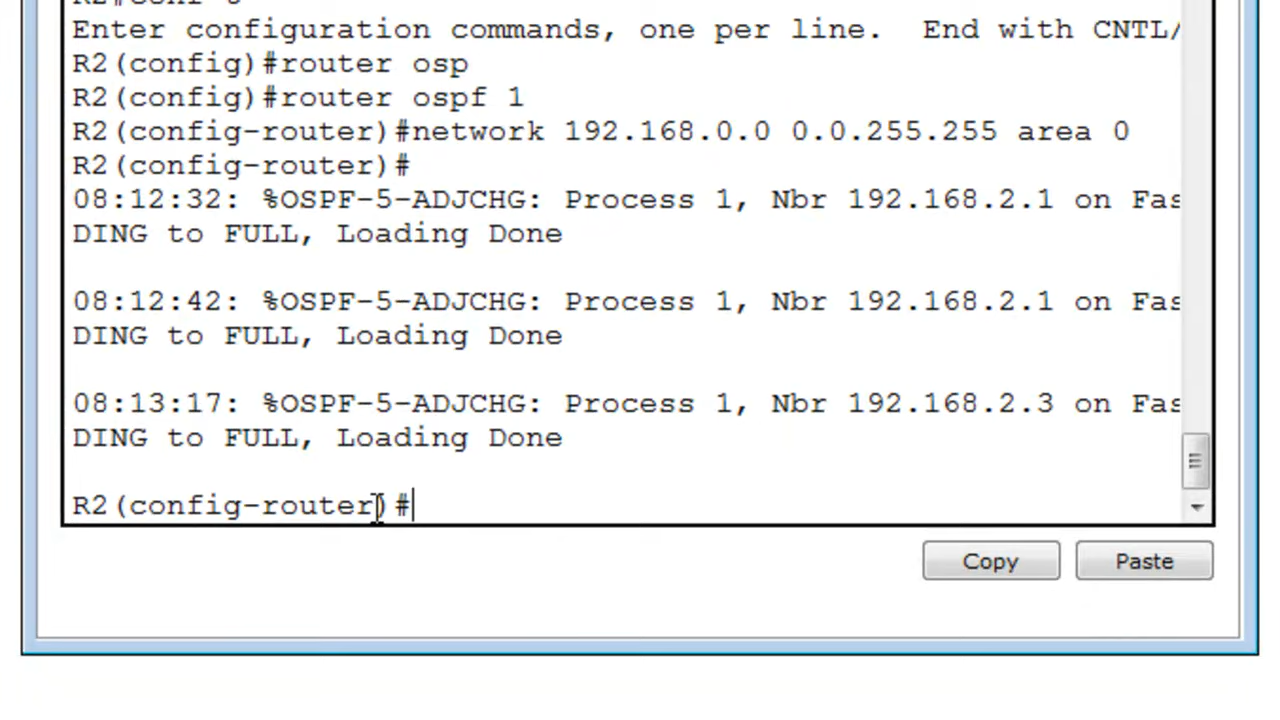 Enter configuration commands, one per line.  End with CNTL/
R2(config)#router osp
R2(config)#router ospf 1
R2(config-router)#network 192.168.0.0 0.0.255.255 area 0
R2(config-router)#
08:12:32: %OSPF-5-ADJCHG: Process 1, Nbr 192.168.2.1 on Fas
DING to FULL, Loading Done
08:12:42: %OSPF-5-ADJCHG: Process 1, Nbr 192.168.2.1 on Fas
DING to FULL, Loading Done
08:13:17: %OSPF-5-ADJCHG: Process 1, Nbr 192.168.2.3 on Fas
DING to FULL, Loading Done
R2(config-router)#
Copy Paste